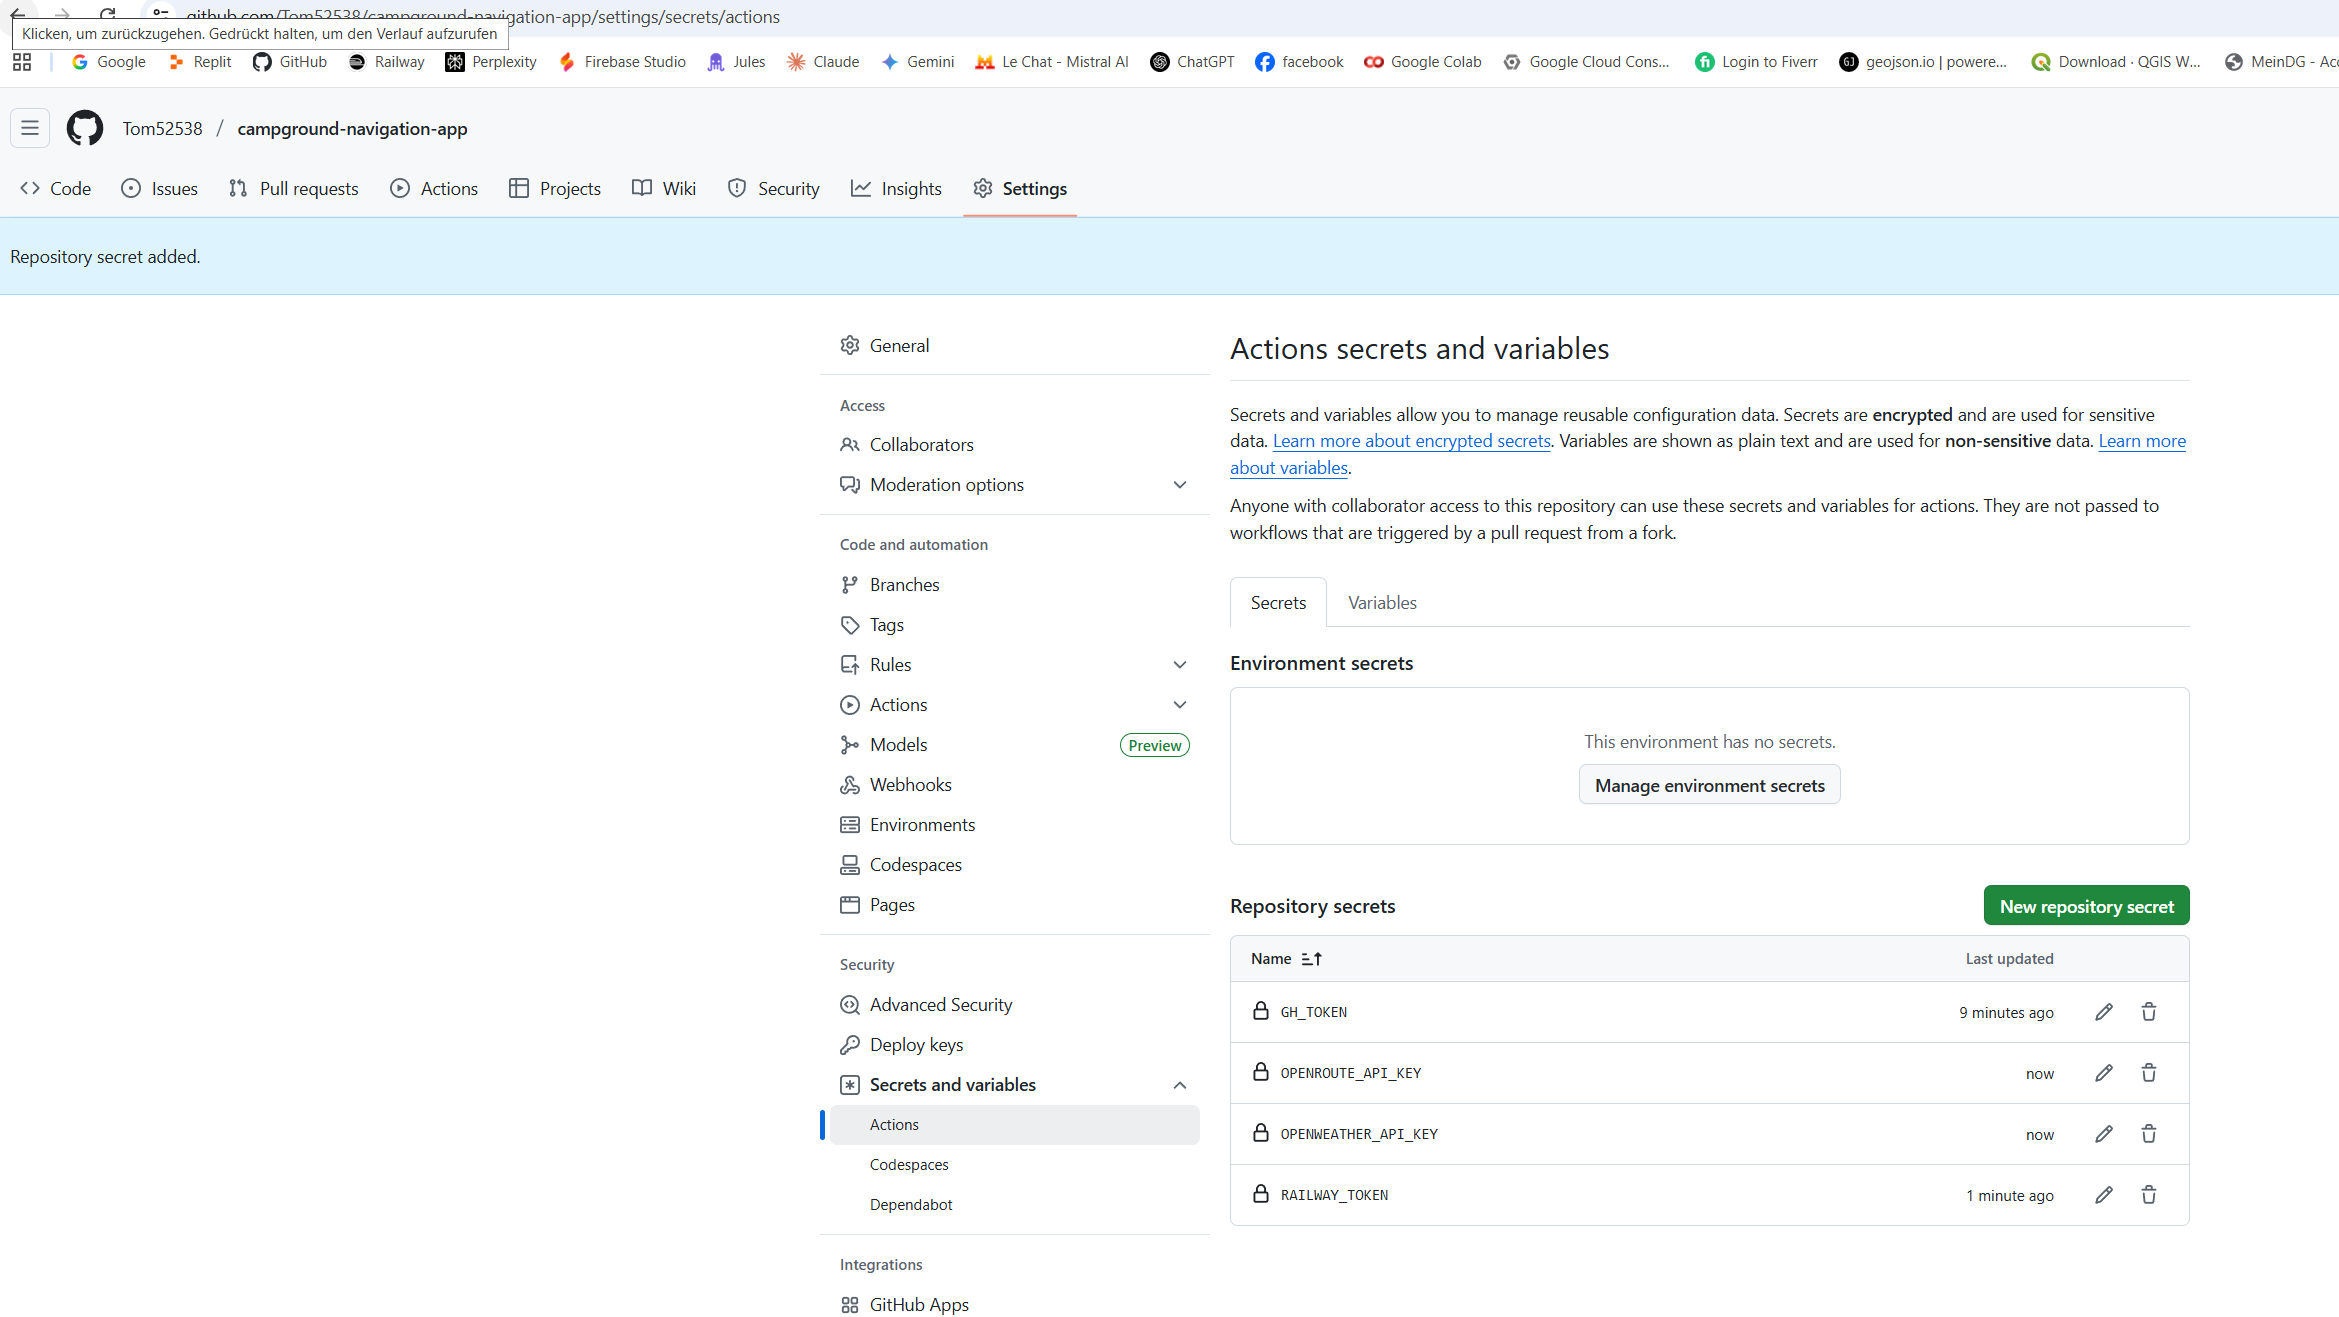 github.com/Tom52538/campground-navigation-app/settings/secrets/actions
Klicken, um zurückzugehen. Gedrückt halten, um den Verlauf aufzurufen
Google Replit GitHub Railway Perplexity Firebase Studio Jules Claude Gemini Le Chat - Mistral AI ChatGPT facebook Google Colab Google Cloud Cons... Login to Fiverr geojson.io | powere... Download · QGIS W... MeinDG - Acc
Tom52538 / campground-navigation-app
Code Issues Pull requests Actions Projects Wiki Security Insights Settings
Repository secret added.
General
Access
Collaborators
Moderation options
Code and automation
Branches
Tags
Rules
Actions
Models Preview
Webhooks
Environments
Codespaces
Pages
Security
Advanced Security
Deploy keys
Secrets and variables
Actions
Codespaces
Dependabot
Integrations
GitHub Apps
Actions secrets and variables
Secrets and variables allow you to manage reusable configuration data. Secrets are encrypted and are used for sensitive
data. Learn more about encrypted secrets. Variables are shown as plain text and are used for non-sensitive data. Learn more
about variables.
Anyone with collaborator access to this repository can use these secrets and variables for actions. They are not passed to
workflows that are triggered by a pull request from a fork.
Secrets Variables
Environment secrets
This environment has no secrets.
Manage environment secrets
Repository secrets New repository secret
Name Last updated
GH_TOKEN 9 minutes ago
OPENROUTE_API_KEY now
OPENWEATHER_API_KEY now
RAILWAY_TOKEN 1 minute ago